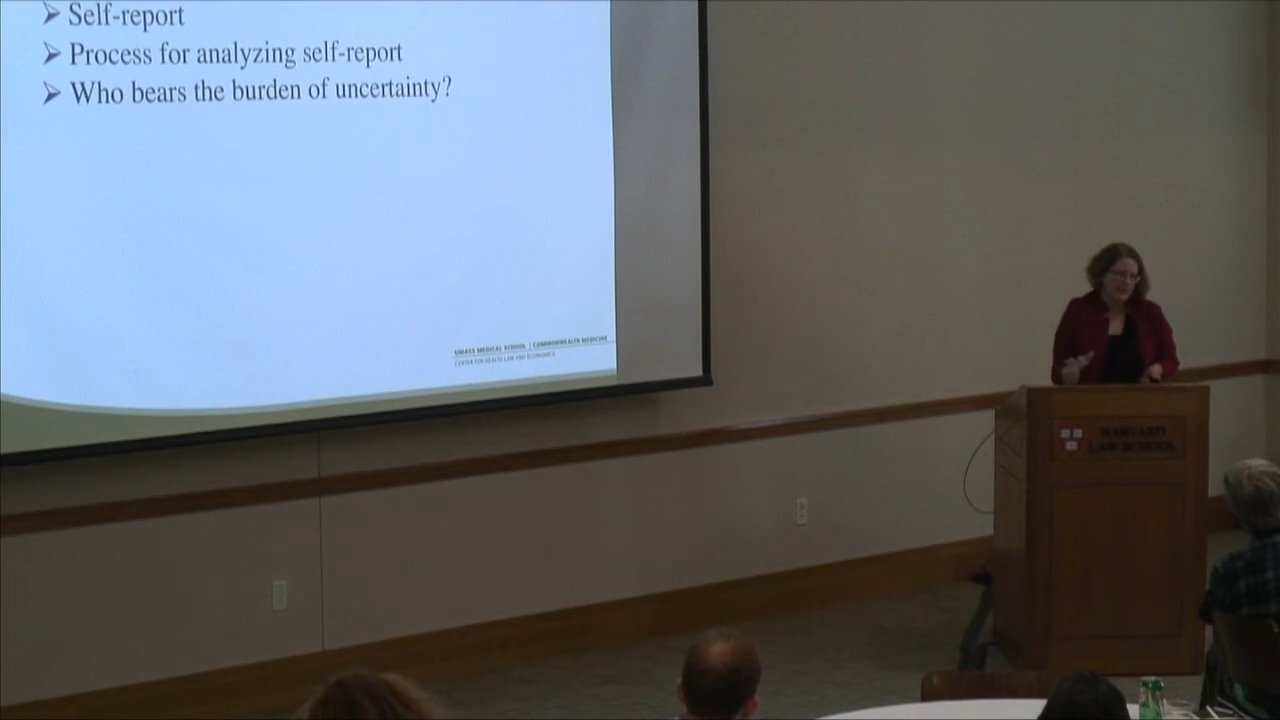 Self-report
Process for analyzing self-report
Who bears the burden of uncertainty?
UMASS MEDICAL SCHOOL | COMMONWEALTH MEDICINE
CENTER FOR HEALTH LAW AND ECONOMICS
HARVARD
LAW SCHOOL